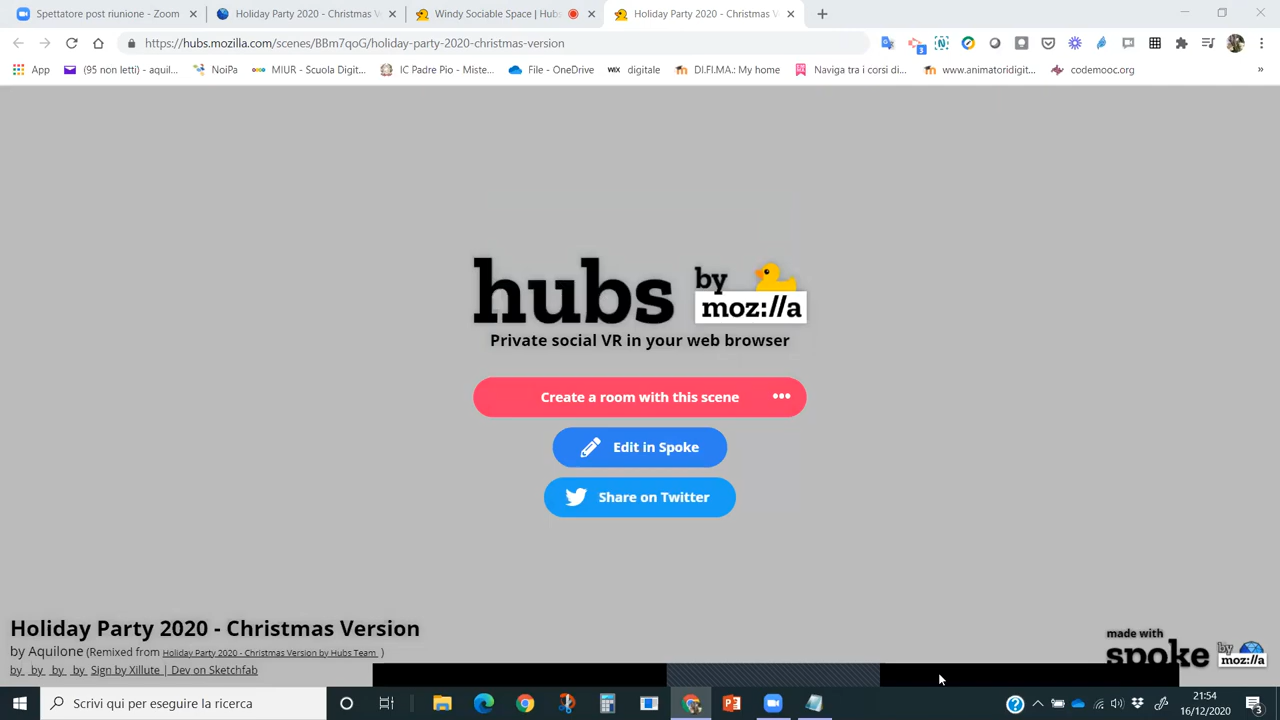 Spettatore post riunione - Zoom
Holiday Party 2020 - Christmas Ve
Windy Sociable Space | Hubs
Holiday Party 2020 - Christmas V
https://hubs.mozilla.com/scenes/BBm7qoG/holiday-party-2020-christmas-version
3
App
(95 non letti) - aquil...
NoiPa
MIUR - Scuola Digit...
IC Padre Pio - Miste...
File - OneDrive
WIX digitale
DI.FI.MA.: My home
Naviga tra i corsi di...
www.animatoridigit...
codemooc.org
»
hubs by moz://a
Private social VR in your web browser
Create a room with this scene
Edit in Spoke
Share on Twitter
Holiday Party 2020 - Christmas Version
by Aquilone (Remixed from Holiday Party 2020 - Christmas Version by Hubs Team )
by by by by Sign by Xillute | Dev on Sketchfab
made with
spoke by moz://a
Scrivi qui per eseguire la ricerca
21:54
16/12/2020
3